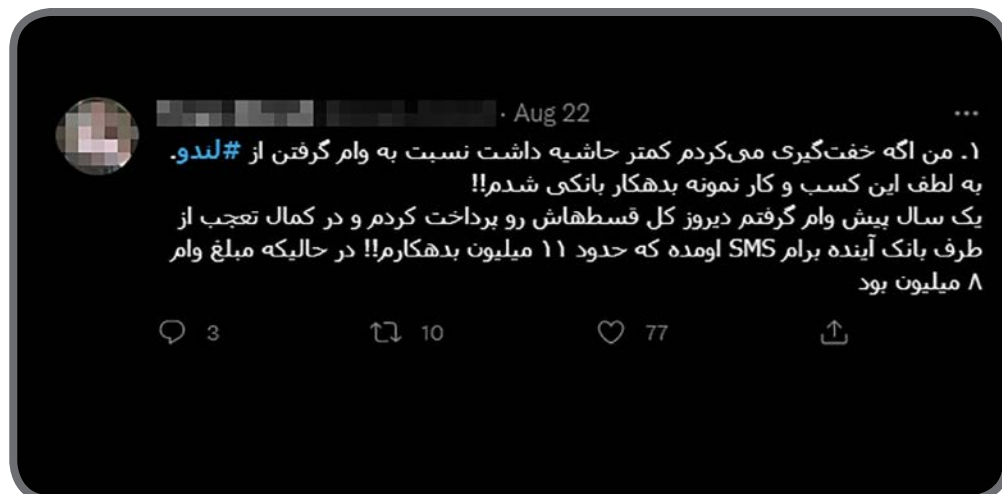 · Aug 22
۱. من اگه خفت‌گیری می‌کردم کمتر حاشیه داشت نسبت به وام گرفتن از #لندو.
به لطف این کسب و کار نمونه بدهکار بانکی شدم!!
یک سال پیش وام گرفتم دیروز کل قسطهاش رو پرداخت کردم و در کمال تعجب از
طرف بانک آینده برام SMS اومده که حدود ۱۱ میلیون بدهکارم!! در حالیکه مبلغ وام
۸ میلیون بود
3 10 77